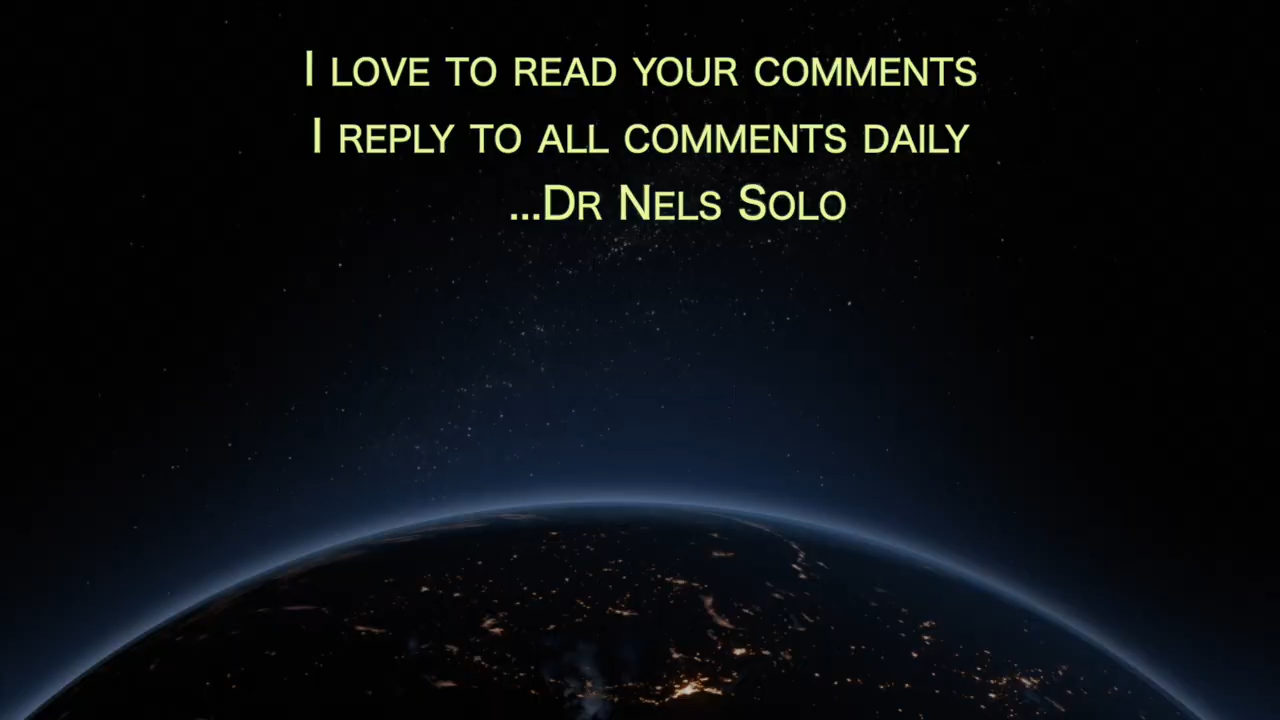 I LOVE TO READ YOUR COMMENTS
I REPLY TO ALL COMMENTS DAILY
...DR NELS SOLO